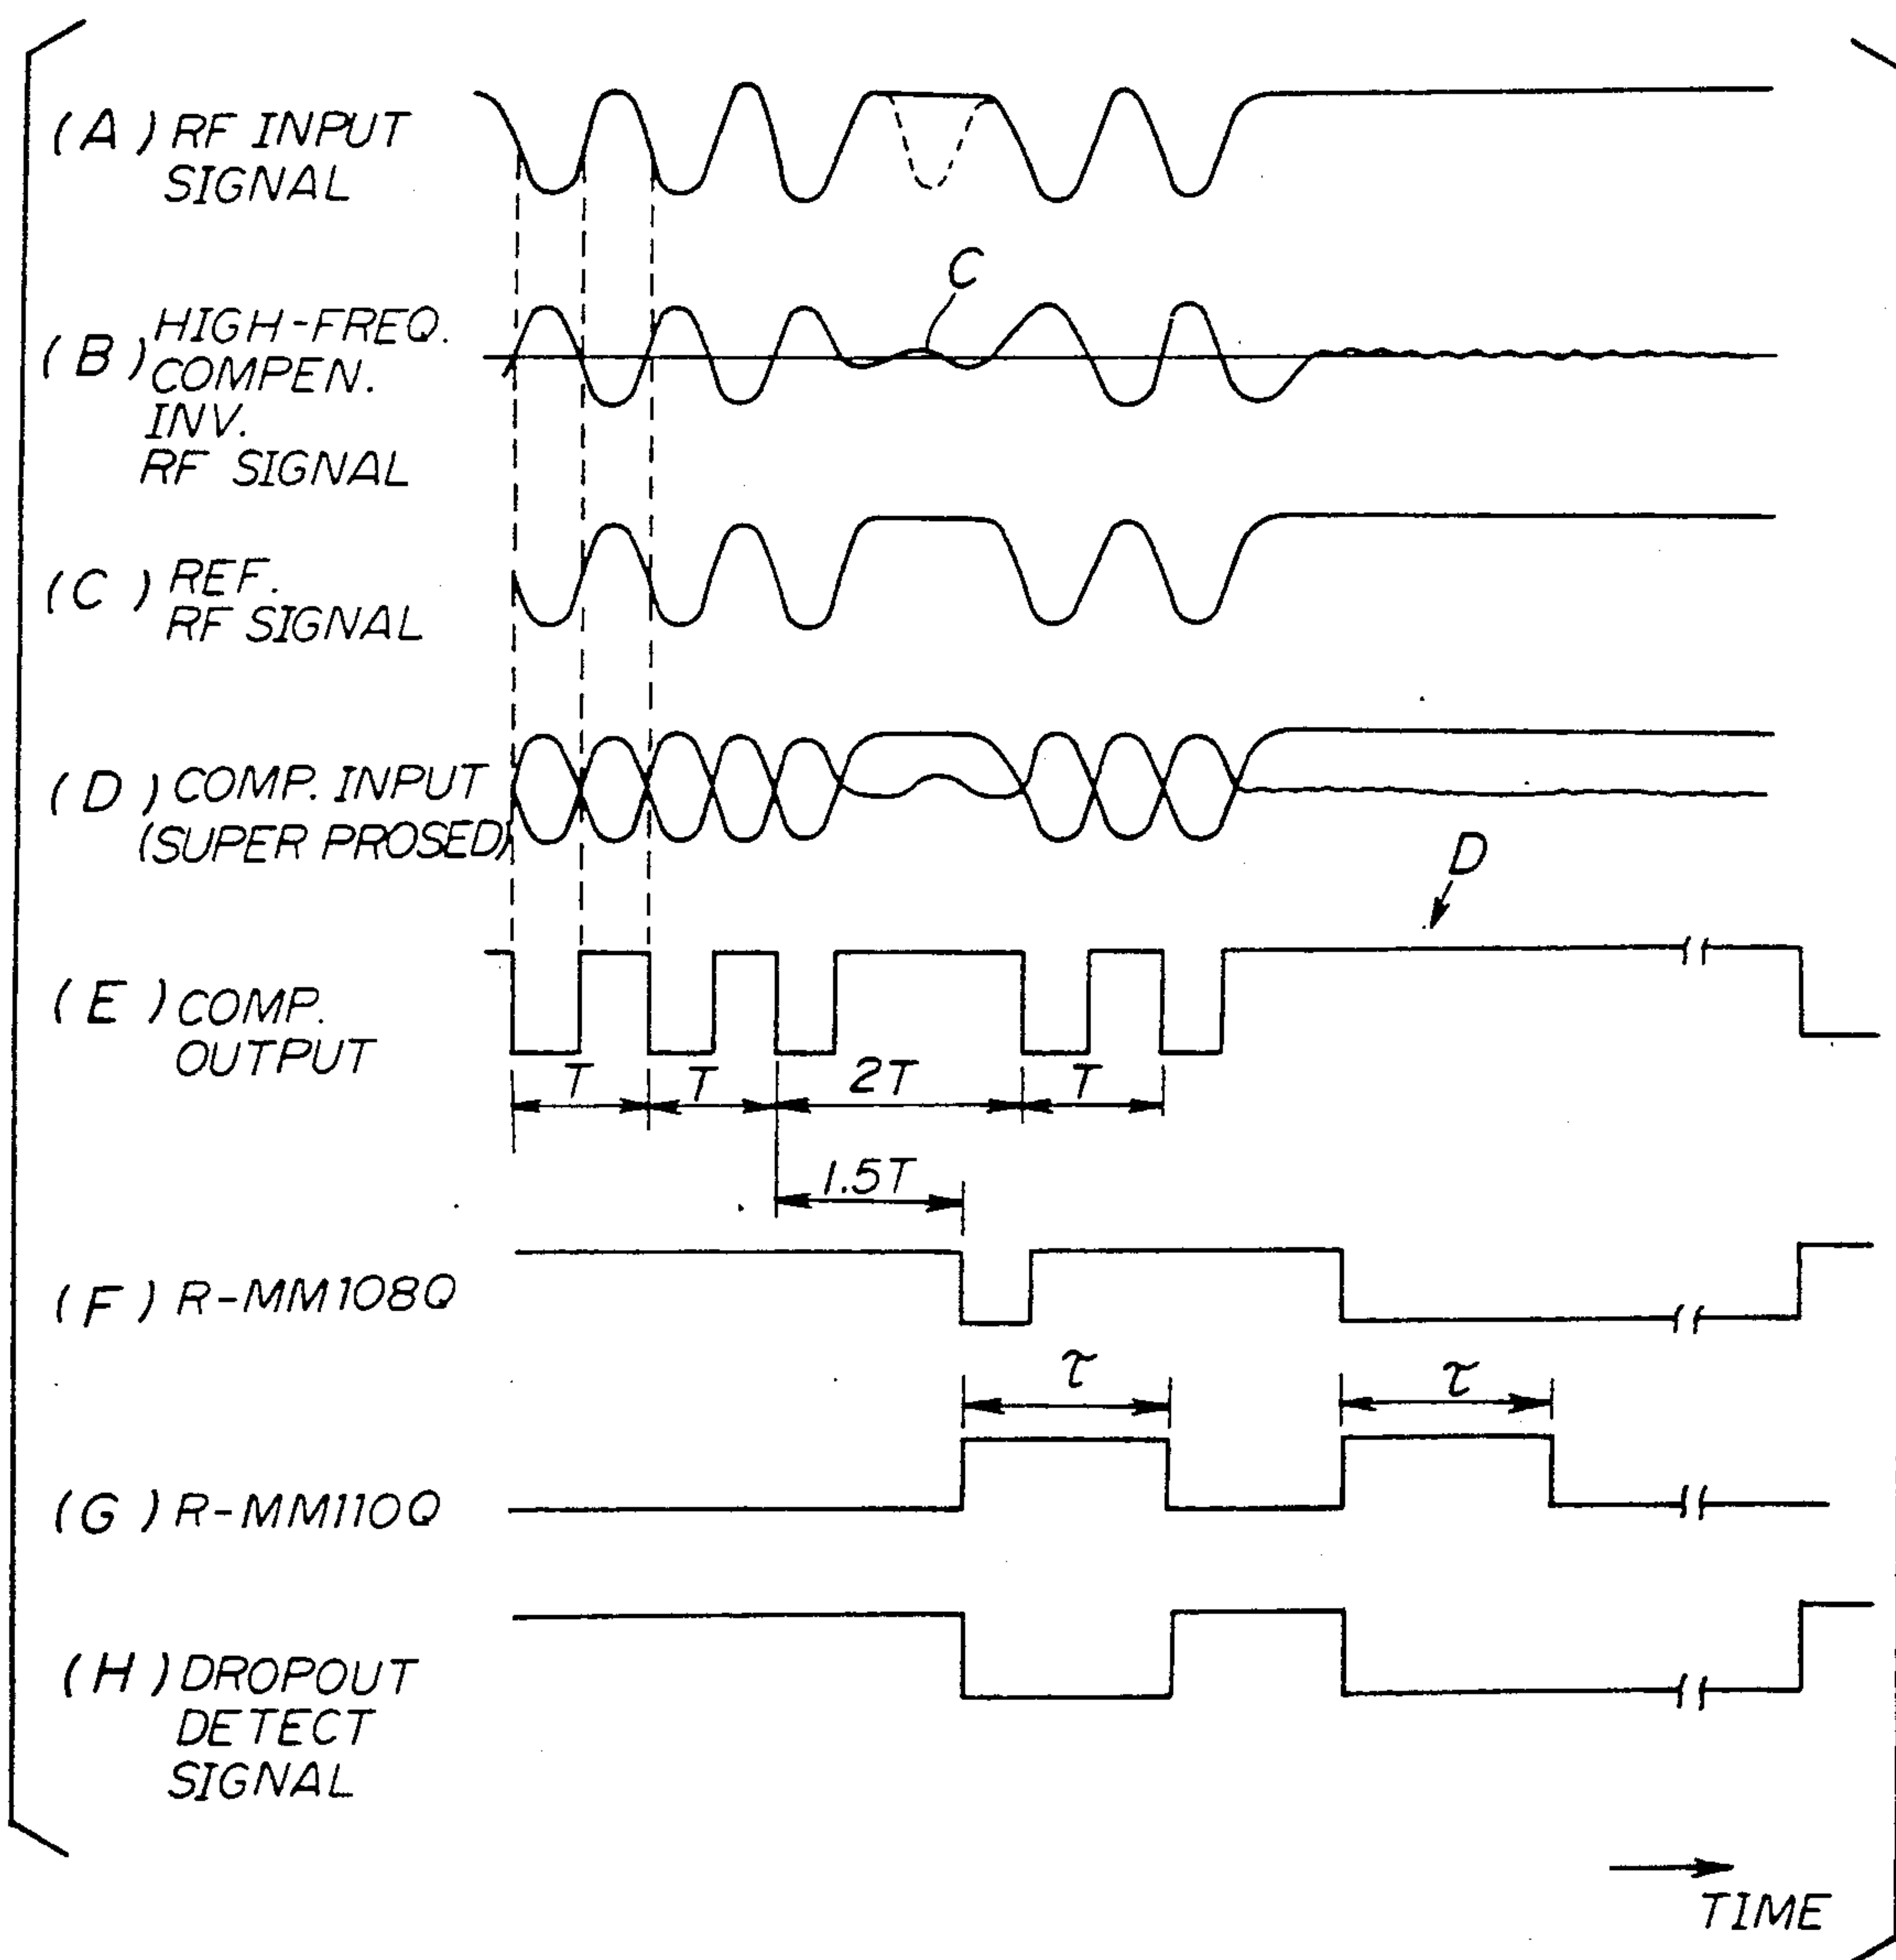 (A) RF INPUT
SIGNAL
C
(B) HIGH-FREQ.
COMPEN.
INV.
RF SIGNAL
(C) REF.
RF SIGNAL
(D) COMP. INPUT
(SUPER PROSED)
D
(E) COMP.
OUTPUT
T T 2T T
1.5T
(F) R-MM108Q
τ τ
(G) R-MM110Q
(H) DROPOUT
DETECT
SIGNAL
TIME